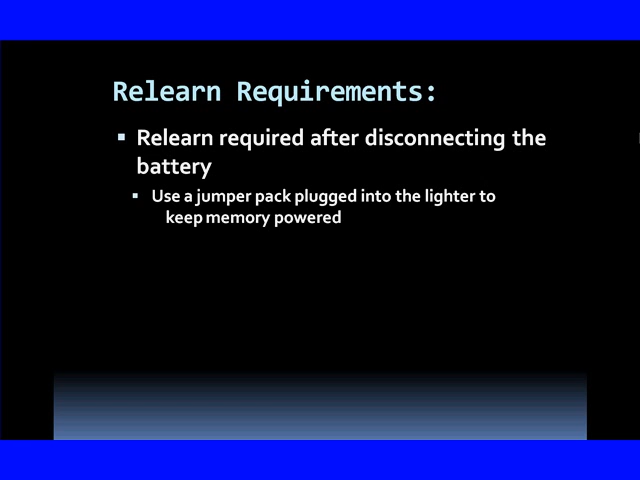 Relearn Requirements:
Relearn required after disconnecting the
battery
Use a jumper pack plugged into the lighter to
keep memory powered